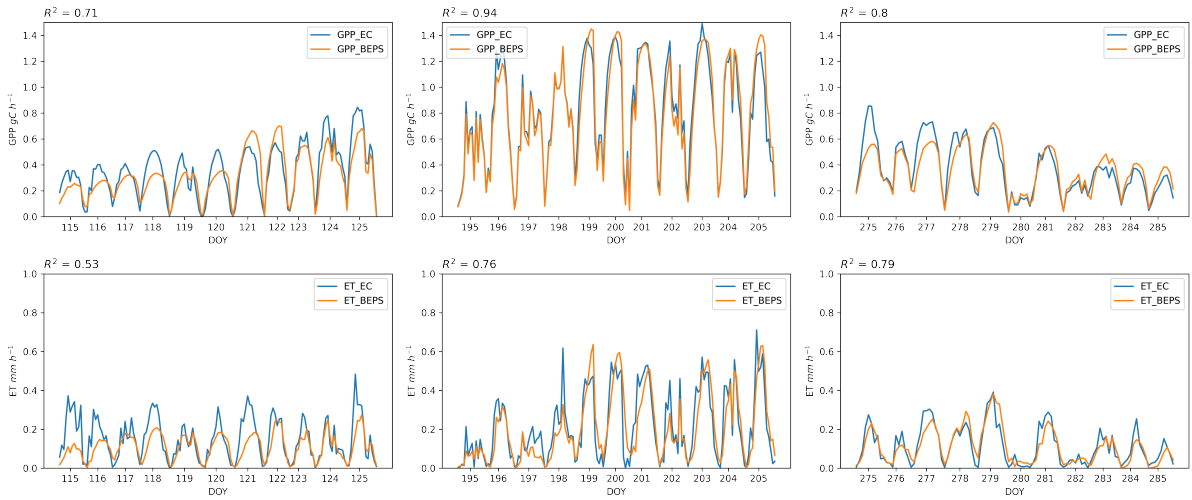 R² = 0.71
GPP gC h⁻¹
1.4
1.2
1.0
0.8
0.6
0.4
0.2
0.0
GPP_EC
GPP_BEPS
115 116 117 118 119 120 121 122 123 124 125
DOY
R² = 0.94
GPP gC h⁻¹
1.4
1.2
1.0
0.8
0.6
0.4
0.2
0.0
GPP_EC
GPP_BEPS
195 196 197 198 199 200 201 202 203 204 205
DOY
R² = 0.8
GPP gC h⁻¹
1.4
1.2
1.0
0.8
0.6
0.4
0.2
0.0
GPP_EC
GPP_BEPS
275 276 277 278 279 280 281 282 283 284 285
DOY
R² = 0.53
ET mm h⁻¹
1.0
0.8
0.6
0.4
0.2
0.0
ET_EC
ET_BEPS
115 116 117 118 119 120 121 122 123 124 125
DOY
R² = 0.76
ET mm h⁻¹
1.0
0.8
0.6
0.4
0.2
0.0
ET_EC
ET_BEPS
195 196 197 198 199 200 201 202 203 204 205
DOY
R² = 0.79
ET mm h⁻¹
1.0
0.8
0.6
0.4
0.2
0.0
ET_EC
ET_BEPS
275 276 277 278 279 280 281 282 283 284 285
DOY